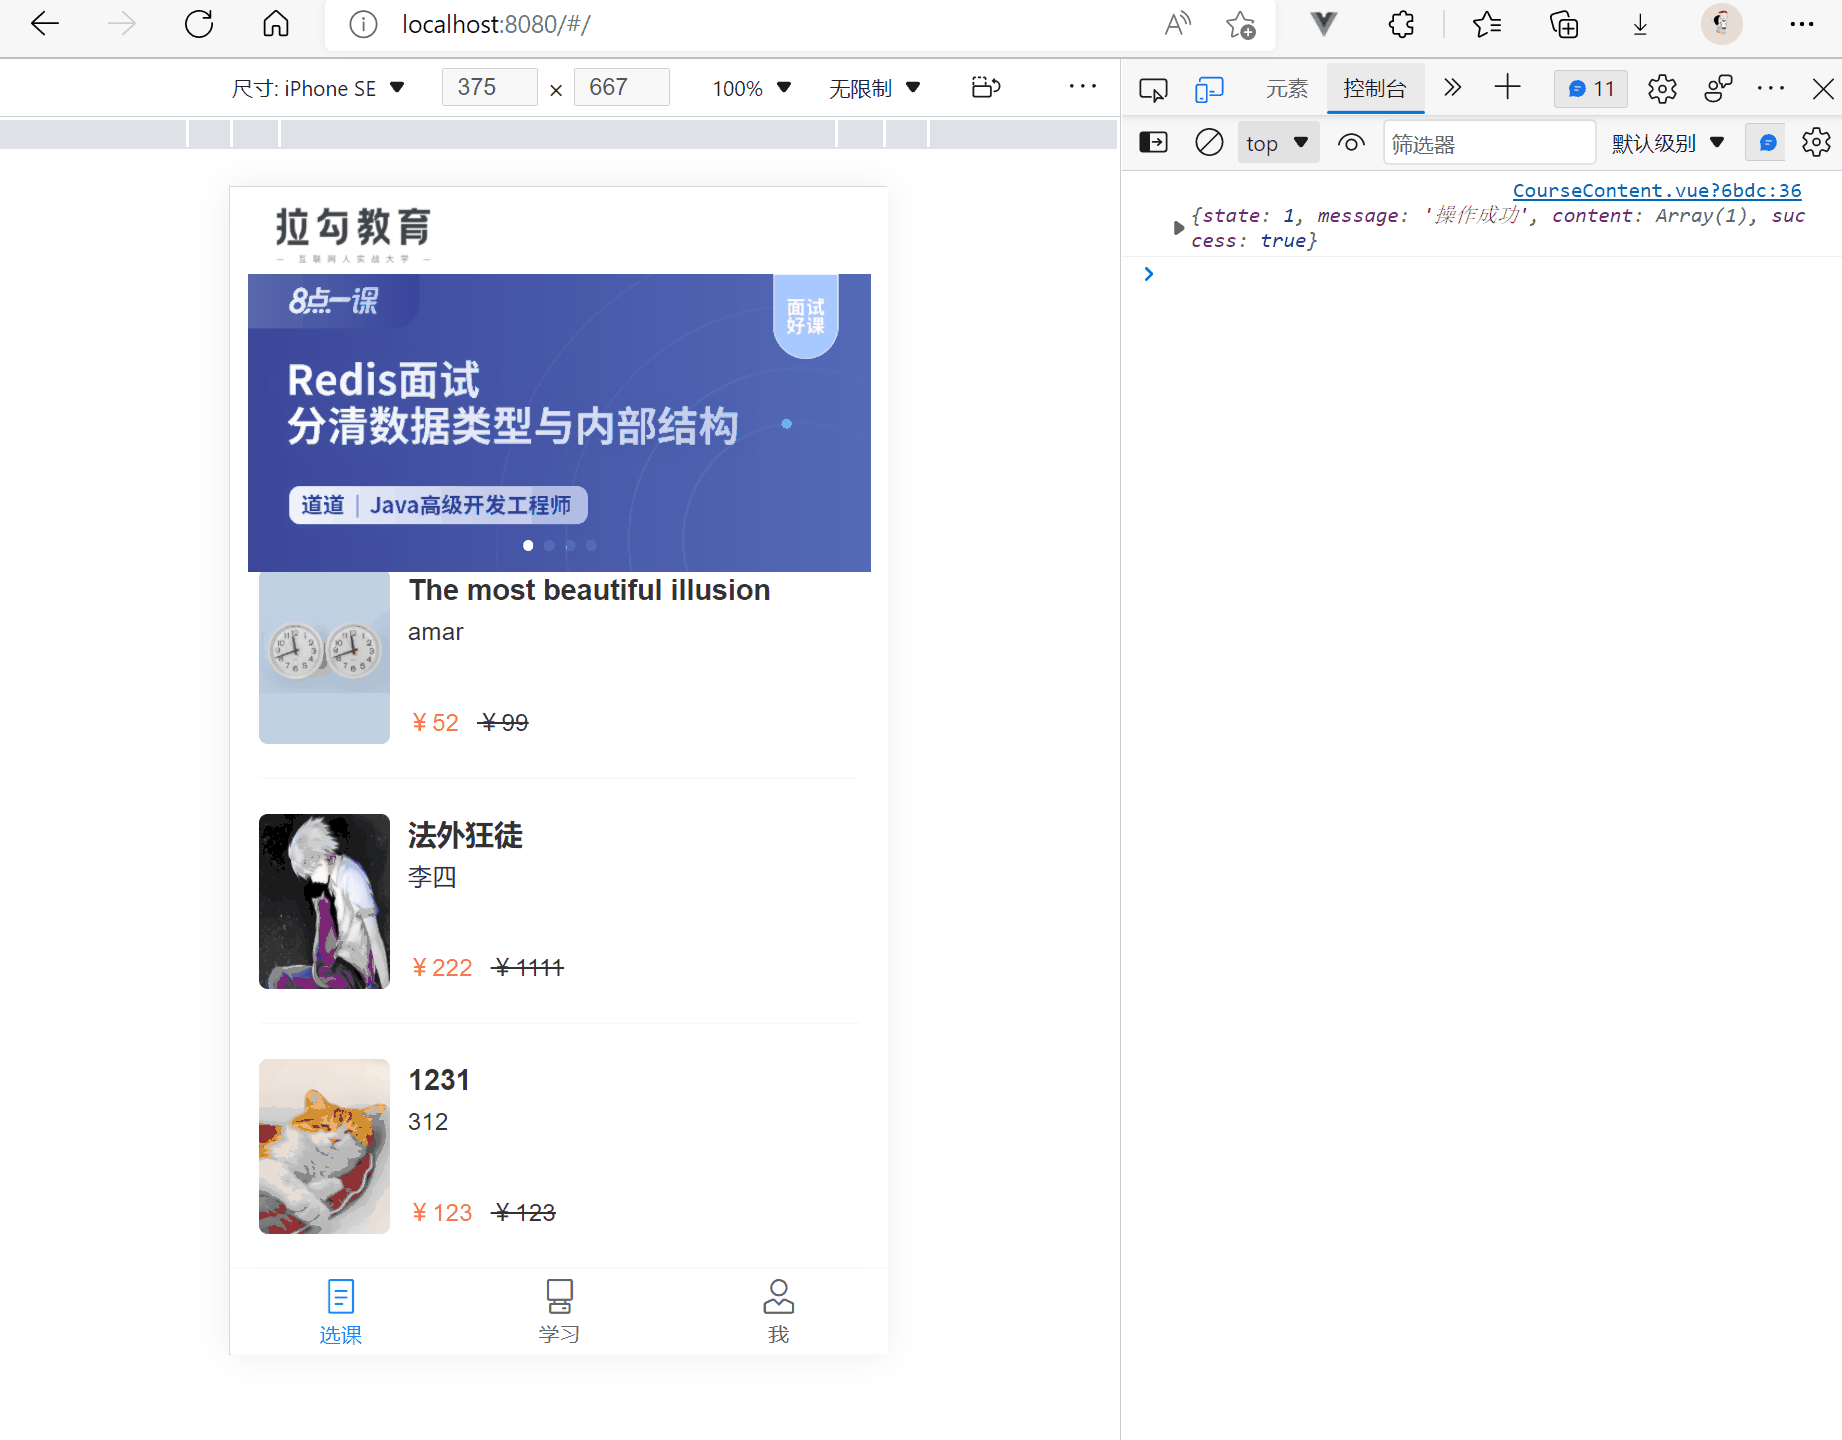 localhost:8080/#/
尺寸: iPhone SE
375 × 667
100%
无限制
元素
控制台
11
top
筛选器
默认级别
CourseContent.vue?6bdc:36
{state: 1, message: '操作成功', content: Array(1), suc
cess: true}
拉勾教育
— 互联网人实战大学 —
8点一课
面试
好课
Redis面试
分清数据类型与内部结构
道道 | Java高级开发工程师
The most beautiful illusion
amar
¥ 52 ¥ 99
法外狂徒
李四
¥ 222 ¥ 1111
1231
312
¥ 123 ¥ 123
选课
学习
我